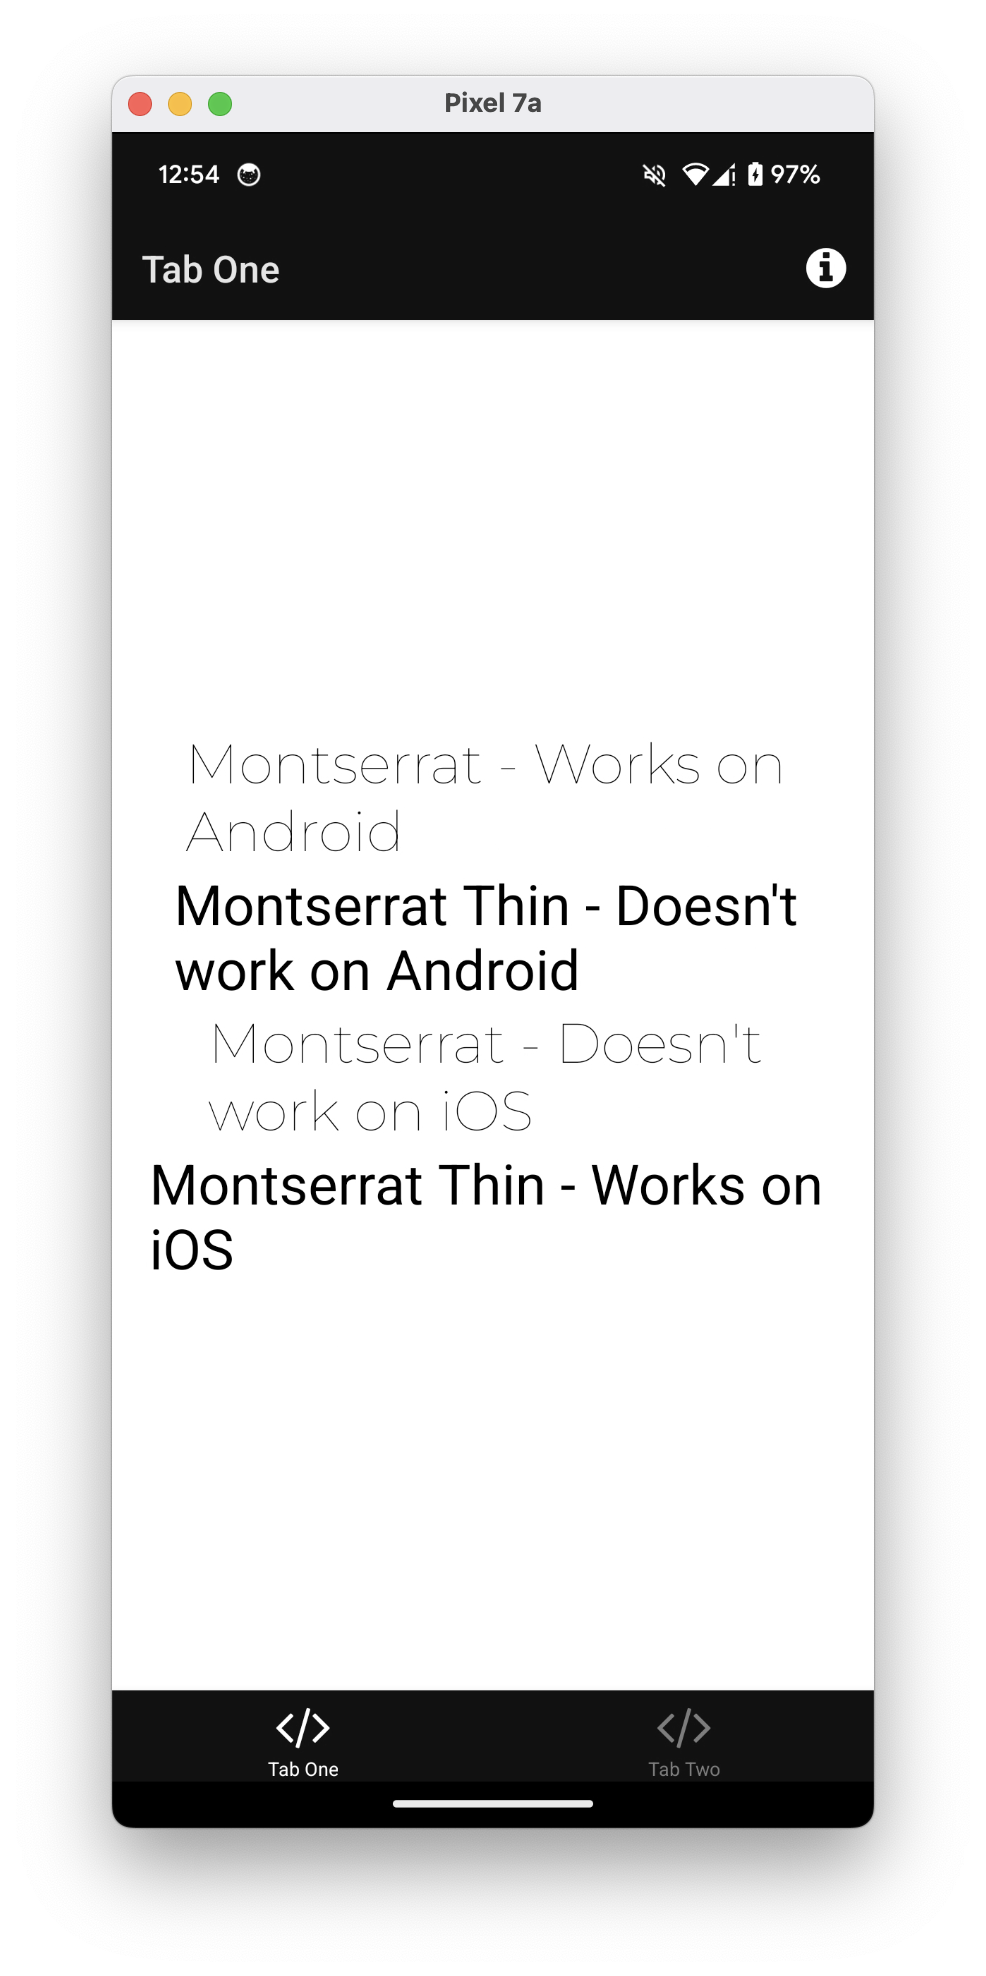 Pixel 7a
12:54 97%
Tab One
Montserrat - Works on
Android
Montserrat Thin - Doesn't
work on Android
Montserrat - Doesn't
work on iOS
Montserrat Thin - Works on
iOS
Tab One Tab Two